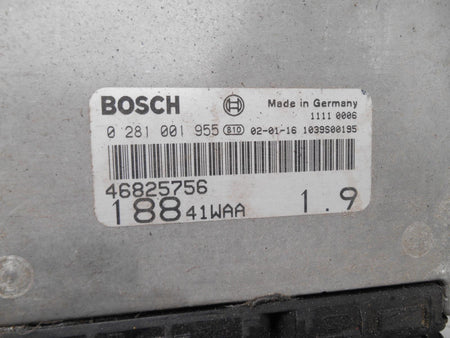 BOSCH Made in Germany
1111 0006
0 281 001 955 B10 02-01-16 1039S00195
46825756
188 41WAA 1.9